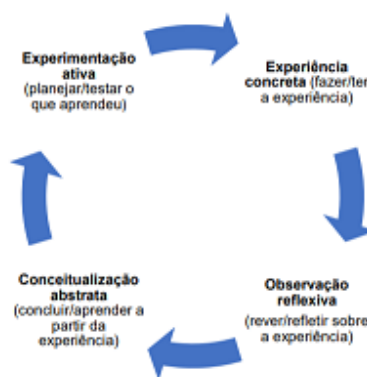 Experimentação
ativa
(planejar/testar o
que aprendeu)
Experiência
concreta (fazer/ter
a experiência)
Observação
reflexiva
(rever/refletir sobre
a experiência)
Conceitualização
abstrata
(concluir/aprender a
partir da
experiência)